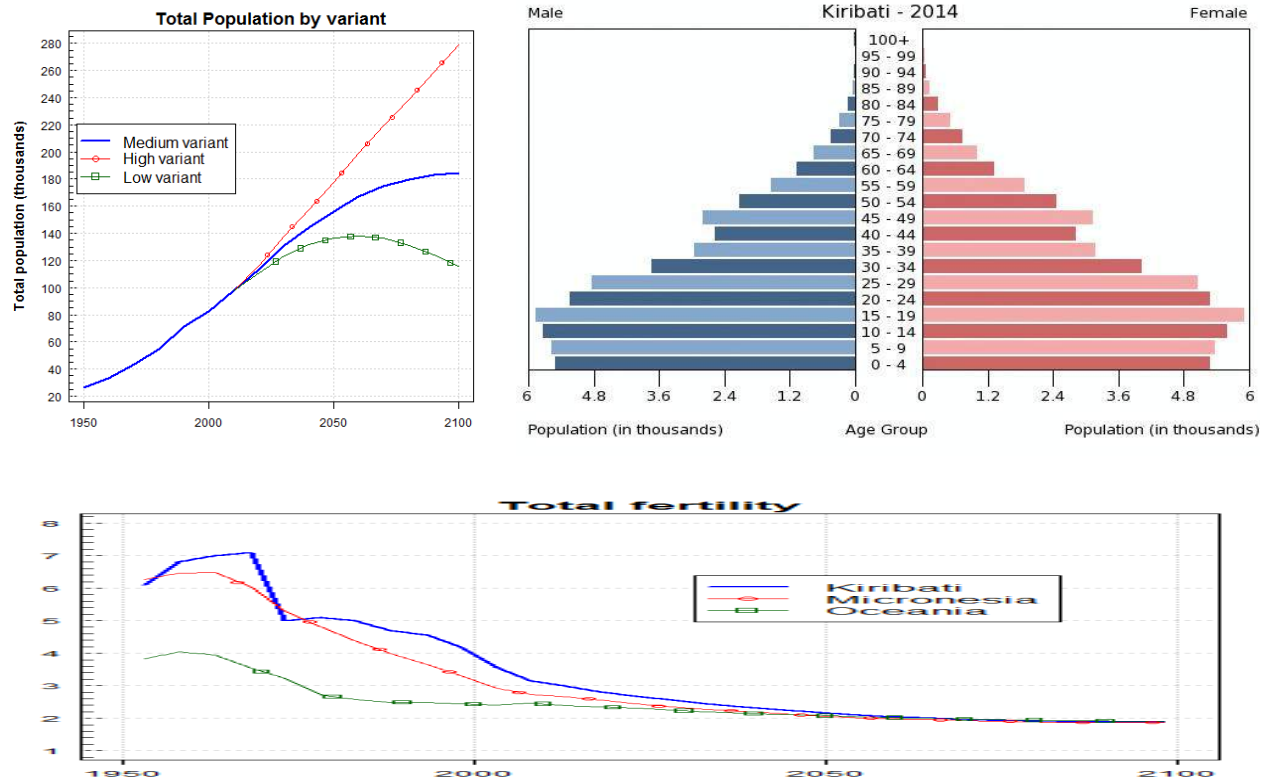 Total Population by variant
280
260
240
220
200
180
160
140
120
100
80
60
40
20
Total population (thousands)
Medium variant
High variant
Low variant
1950 2000 2050 2100
Male Kiribati - 2014 Female
100+
95 - 99
90 - 94
85 - 89
80 - 84
75 - 79
70 - 74
65 - 69
60 - 64
55 - 59
50 - 54
45 - 49
40 - 44
35 - 39
30 - 34
25 - 29
20 - 24
15 - 19
10 - 14
5 - 9
0 - 4
6 4.8 3.6 2.4 1.2 0 0 1.2 2.4 3.6 4.8 6
Population (in thousands) Age Group Population (in thousands)
Total fertility
8
7
6
5
4
3
2
1
Kiribati
Micronesia
Oceania
1950 2000 2050 2100